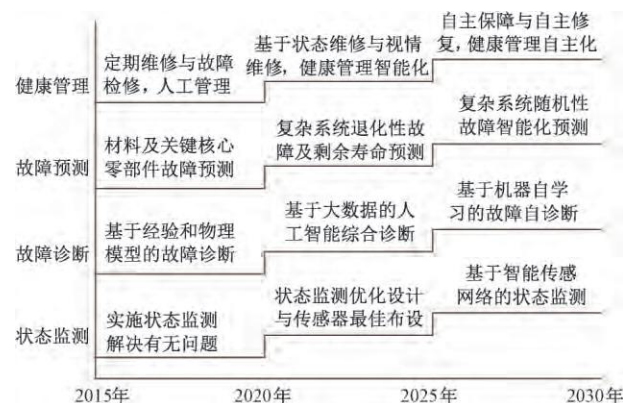 自主保障与自主修
复,健康管理自主化
基于状态维修与视情
维修,健康管理智能化
定期维修与故障
检修,人工管理
健康管理
复杂系统随机性
故障智能化预测
复杂系统退化性故
障及剩余寿命预测
材料及关键核心
零部件故障预测
故障预测
基于机器自学
习的故障自诊断
基于大数据的人
工智能综合诊断
基于经验和物理
模型的故障诊断
故障诊断
基于智能传感
网络的状态监测
状态监测优化设计
与传感器最佳布设
实施状态监测
解决有无问题
状态监测
2015年
2020年
2025年
2030年